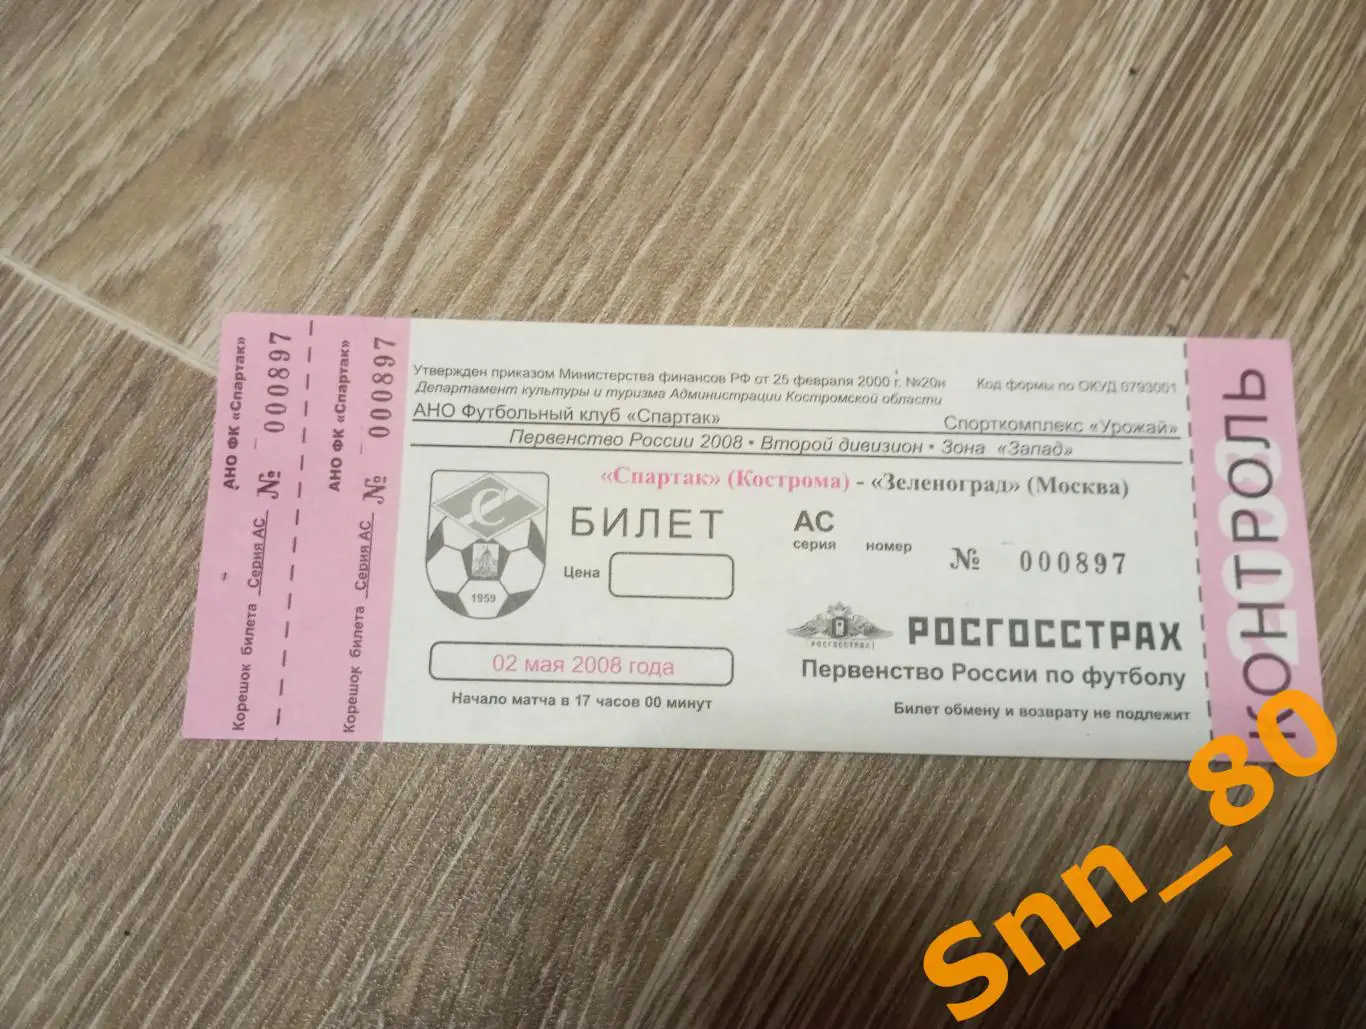 АНО ФК «Спартак»
Корешок билета Серия АС № 000897
АНО ФК «Спартак»
Корешок билета Серия АС № 000897
Утвержден приказом Министерства финансов РФ от 25 февраля 2000 г. №20н Код формы по ОКУД 0793001
Департамент культуры и туризма Администрации Костромской области
АНО Футбольный клуб «Спартак» Спорткомплекс «Урожай»
Первенство России 2008 • Второй дивизион • Зона «Запад»
«Спартак» (Кострома) - «Зеленоград» (Москва)
С
1959
БИЛЕТ АС
серия номер
№ 000897
Цена
РОСГОССТРАХ
РОСГОССТРАХ
02 мая 2008 года
Первенство России по футболу
Начало матча в 17 часов 00 минут
Билет обмену и возврату не подлежит
2008
КОНТРОЛЬ
Snn_80